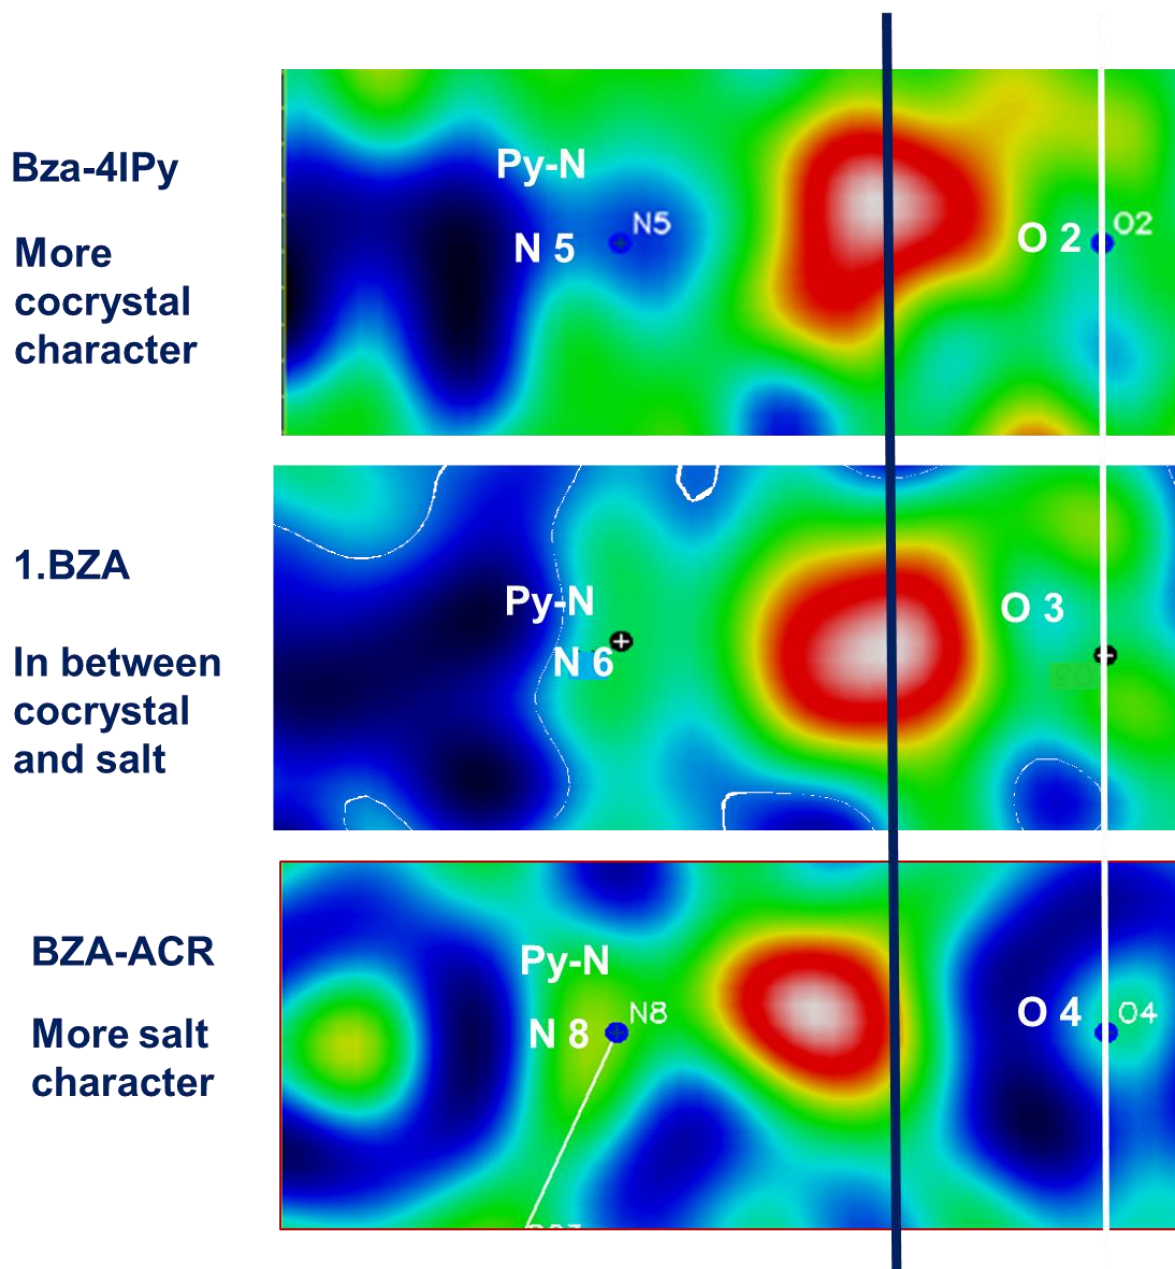 Bza-4IPy
More
cocrystal
character
Py-N
N 5
N5
O 2
O2
1.BZA
In between
cocrystal
and salt
Py-N
N 6
O 3
BZA-ACR
More salt
character
Py-N
N 8
N8
O 4
O4